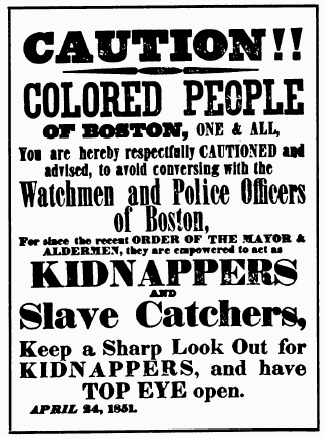 CAUTION!!
COLORED PEOPLE
OF BOSTON, ONE & ALL,
You are hereby respectfully CAUTIONED and
advised, to avoid conversing with the
Watchmen and Police Officers
of Boston,
For since the recent ORDER OF THE MAYOR &
ALDERMEN, they are empowered to act as
KIDNAPPERS
AND
Slave Catchers,
Keep a Sharp Look Out for
KIDNAPPERS, and have
TOP EYE open.
APRIL 24, 1851.